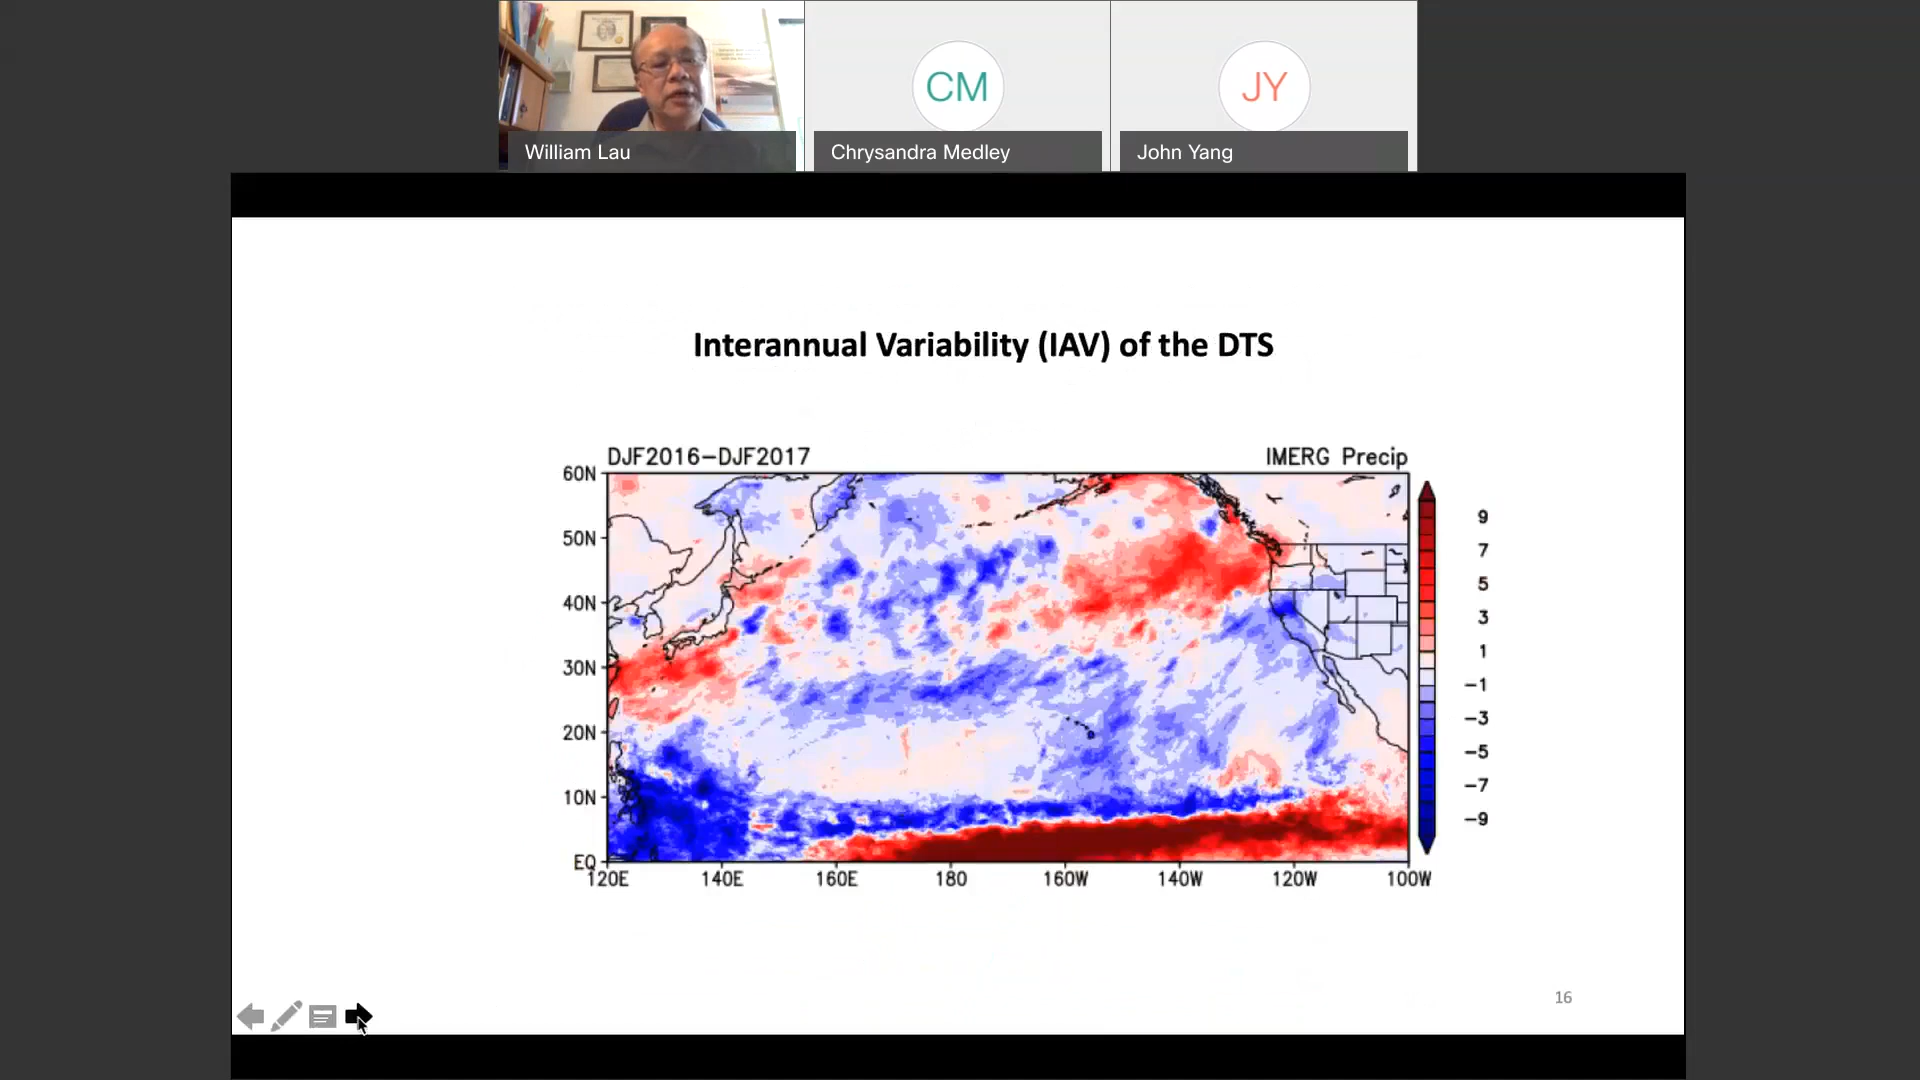 CM
JY
William Lau
Chrysandra Medley
John Yang
Interannual Variability (IAV) of the DTS
DJF2016-DJF2017
IMERG Precip
60N
50N
40N
30N
20N
10N
EQ
120E
140E
160E
180
160W
140W
120W
100W
9
7
5
3
1
-1
-3
-5
-7
-9
16